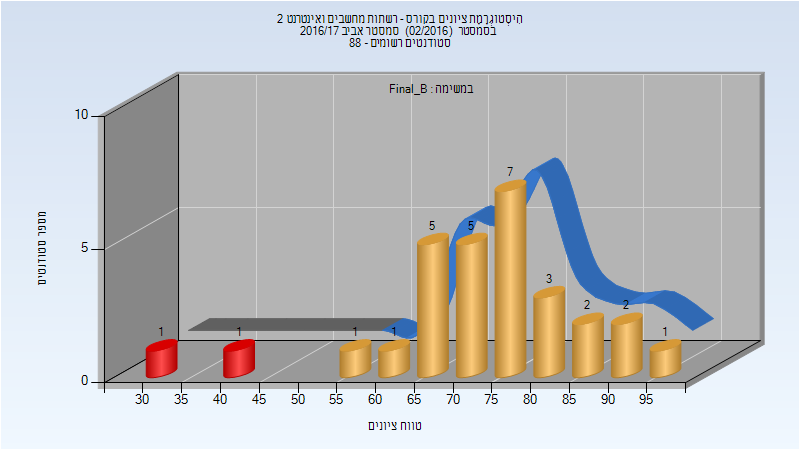 הִיסְטוֹגְרָמַת ציונים בקורס - רשתות מחשבים ואינטרנט 2
בסמסטר (02/2016) סמסטר אביב 2016/17
סטודנטים רשומים - 88
במשימה : Final_B
10
5
0
מספר סטודנטים
1
1
1
1
5
5
7
3
2
2
1
30 35 40 45 50 55 60 65 70 75 80 85 90 95
טווח ציונים